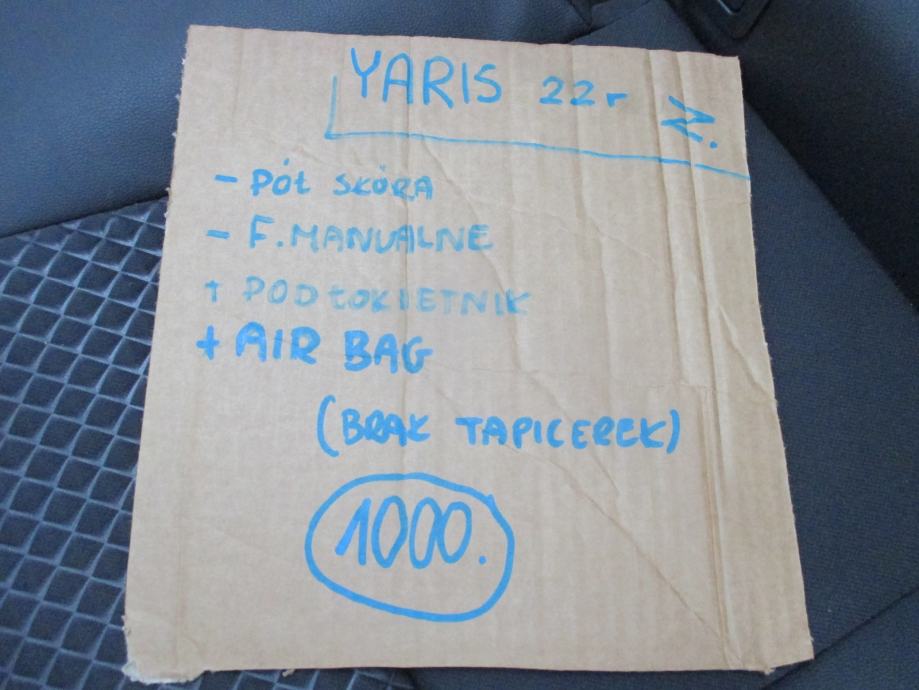 YARIS 22r Ż.
- PÓŁ SKÓRA
- F. MANUALNE
+ PODŁOKIETNIK
+ AIR BAG
(BRAK TAPICEREK)
1000.